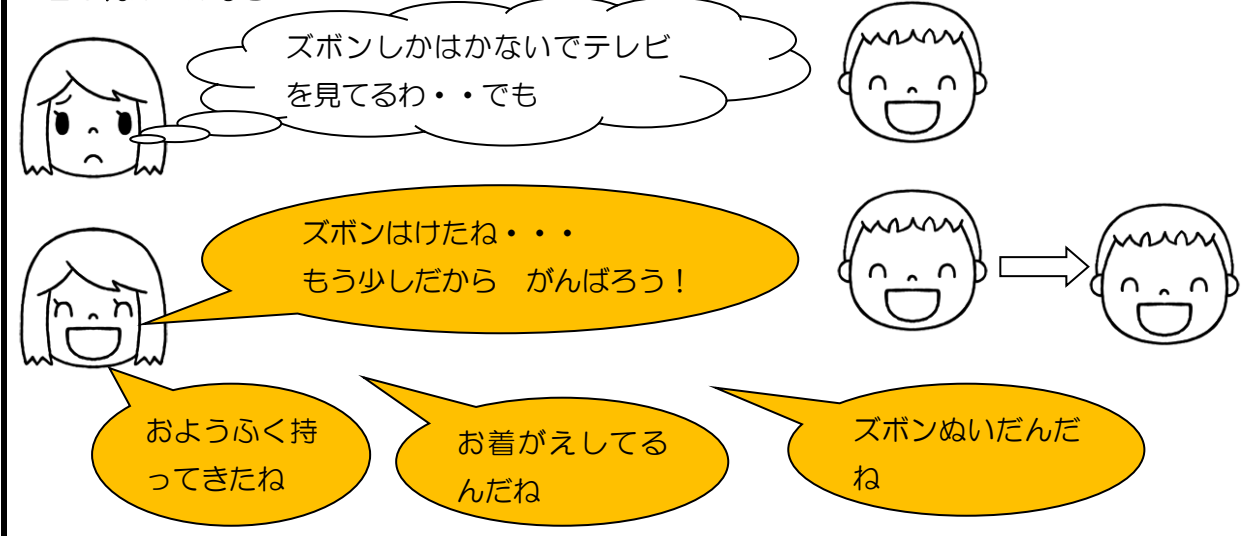 ズボンしかはかないでテレビ
を見てるわ・・でも
ズボンはけたね・・・
もう少しだから　がんばろう！
おようふく持
ってきたね
お着がえしてる
んだね
ズボンぬいだんだ
ね